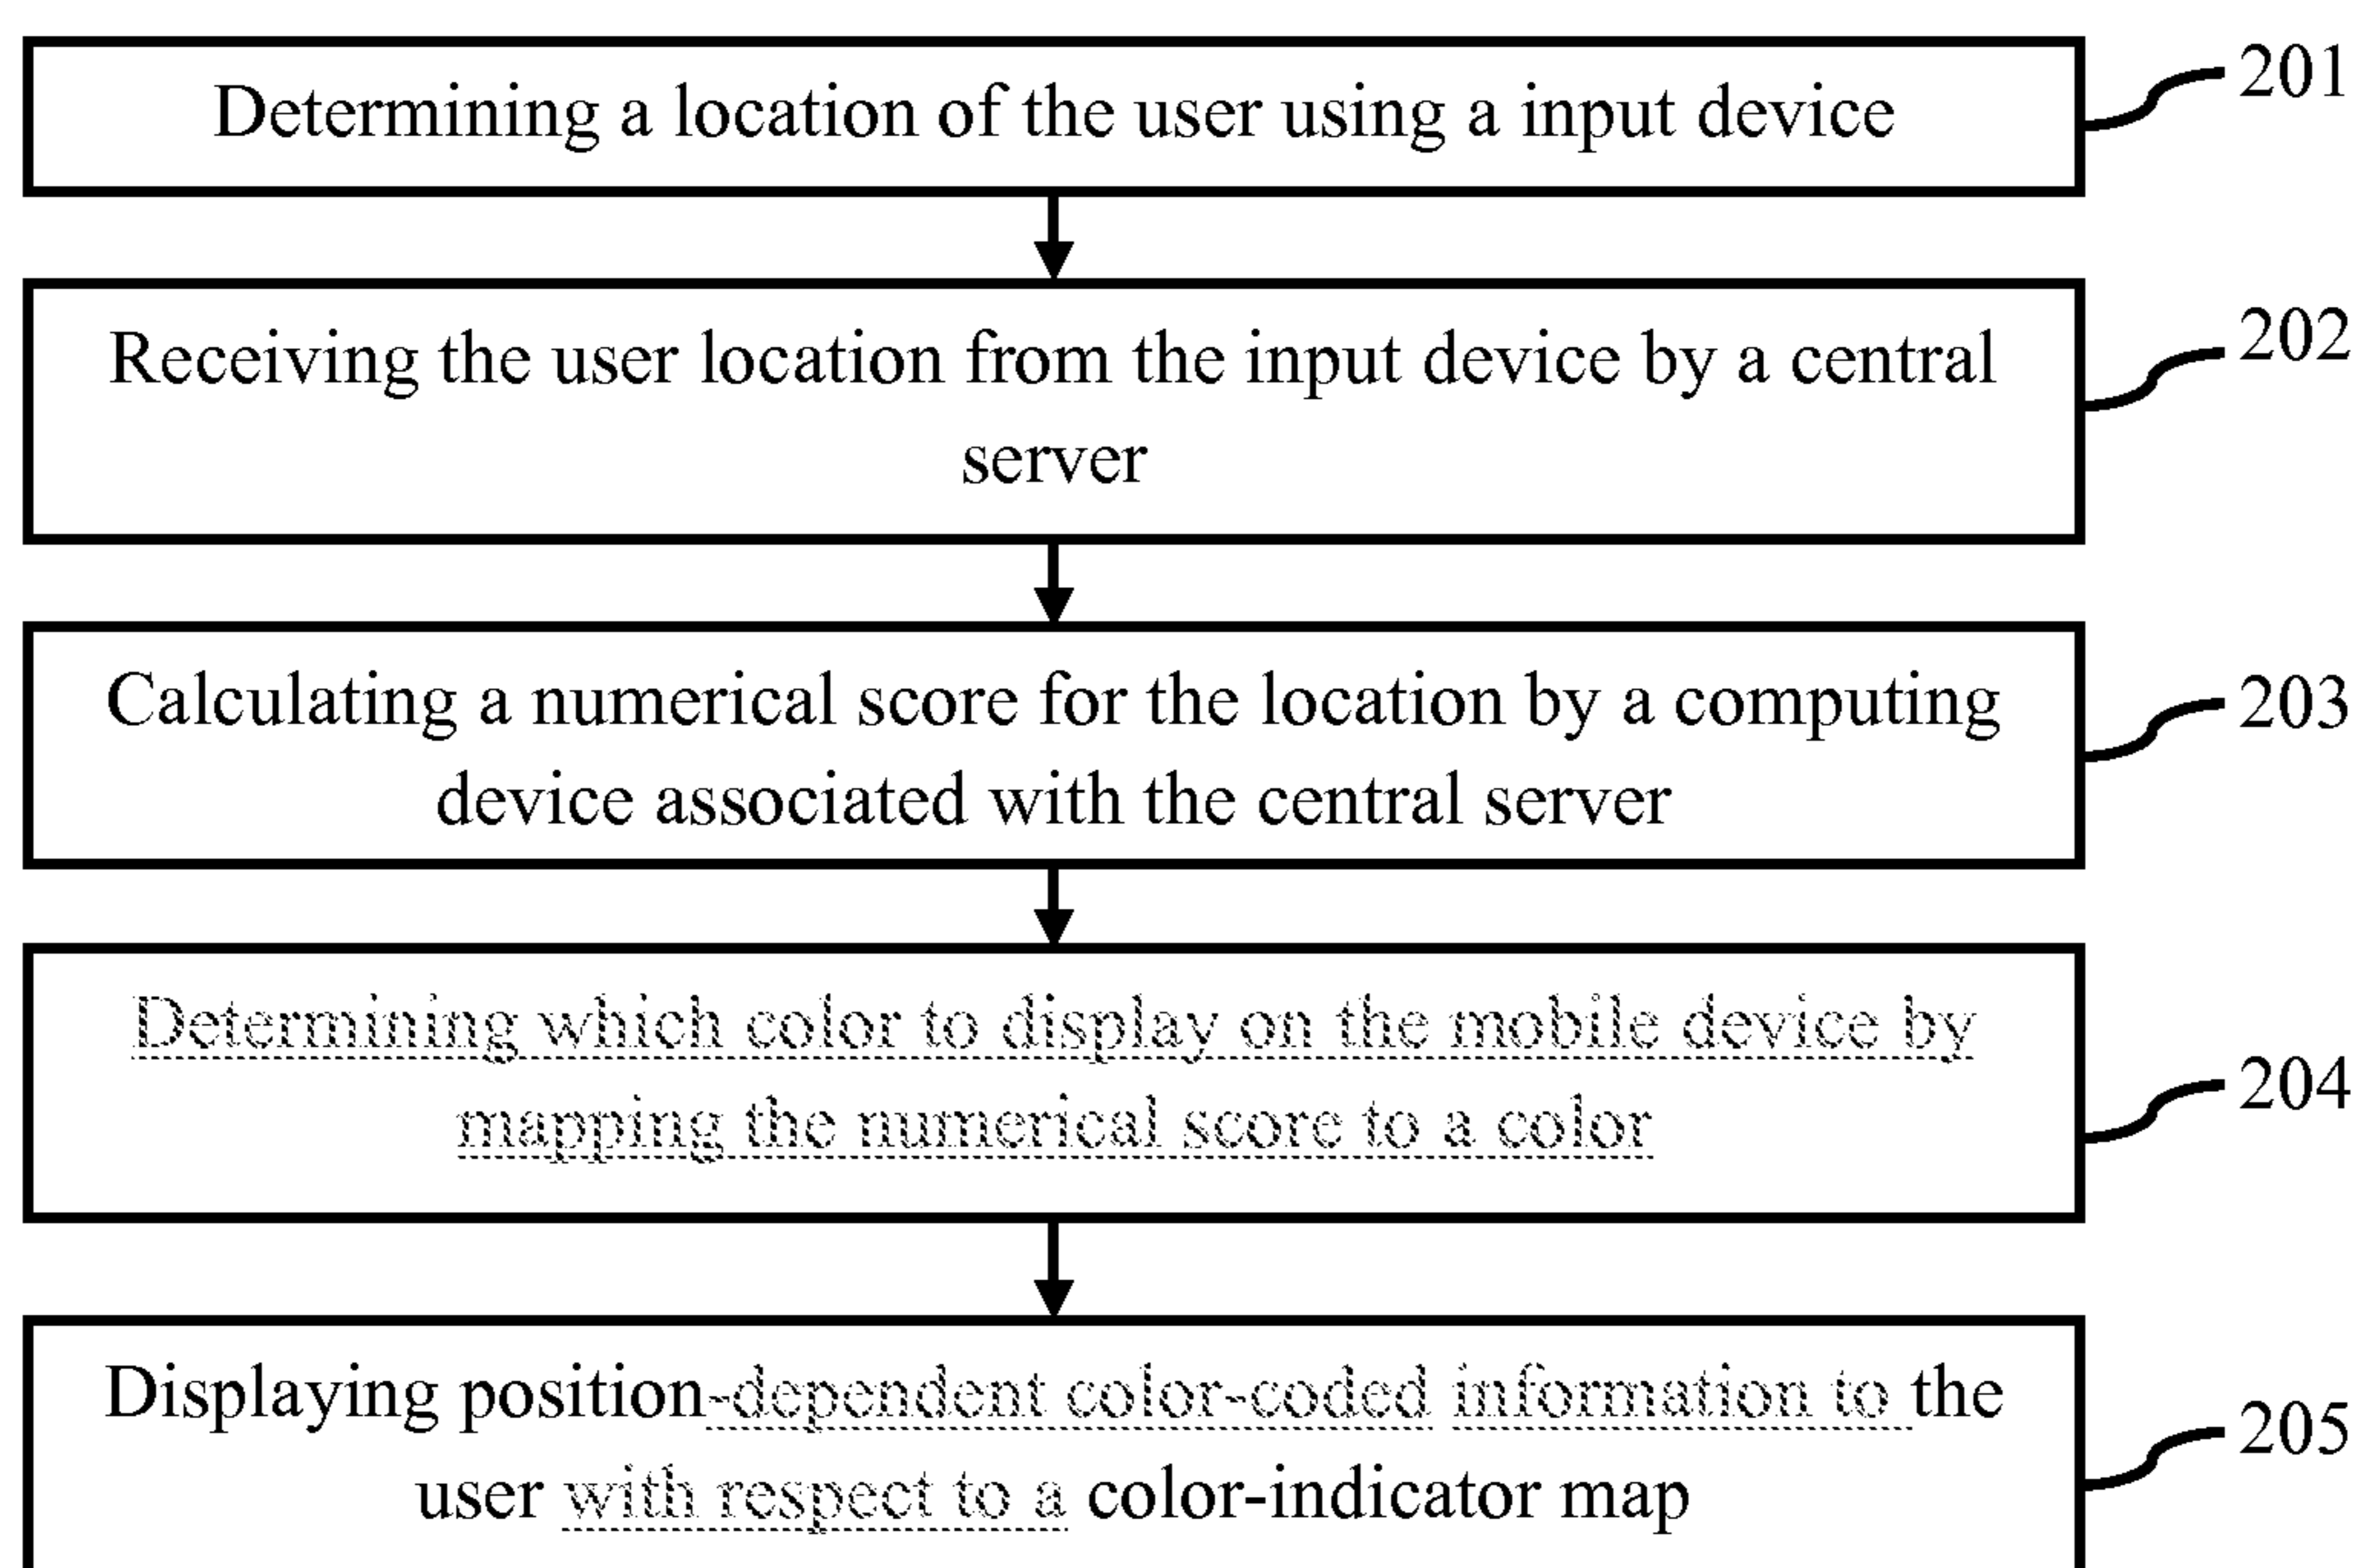 Determining a location of the user using a input device
201
Receiving the user location from the input device by a central
server
202
Calculating a numerical score for the location by a computing
device associated with the central server
203
Determining which color to display on the mobile device by
mapping the numerical score to a color
204
Displaying position-dependent color-coded information to the
user with respect to a color-indicator map
205